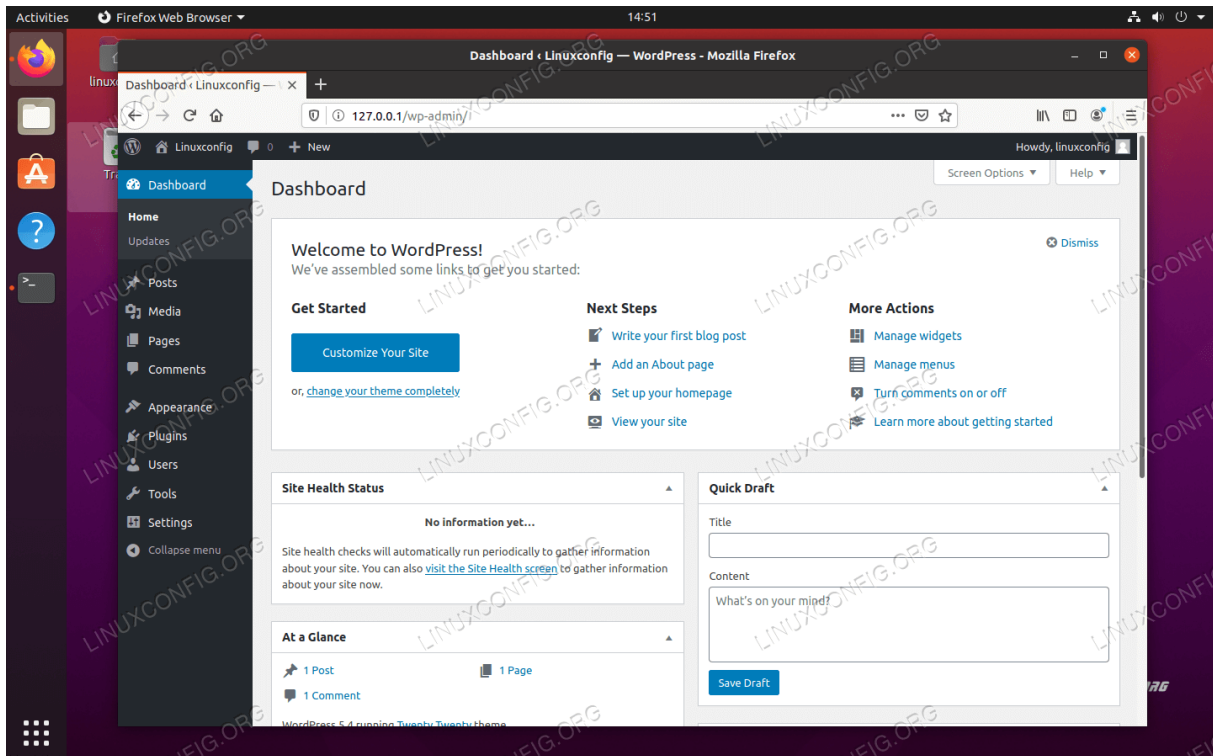 Activities Firefox Web Browser 14:51
Dashboard ‹ Linuxconfig — WordPress - Mozilla Firefox
Dashboard ‹ Linuxconfig —
127.0.0.1/wp-admin/
Linuxconfig 0 New Howdy, linuxconfig
Screen Options Help
Dashboard
Home
Updates
Posts
Media
Pages
Comments
Appearance
Plugins
Users
Tools
Settings
Collapse menu
Dashboard
Welcome to WordPress!
We've assembled some links to get you started:
Dismiss
Get Started
Customize Your Site
or, change your theme completely
Next Steps
Write your first blog post
Add an About page
Set up your homepage
View your site
More Actions
Manage widgets
Manage menus
Turn comments on or off
Learn more about getting started
Site Health Status
No information yet…
Site health checks will automatically run periodically to gather information
about your site. You can also visit the Site Health screen to gather information
about your site now.
At a Glance
1 Post 1 Page
1 Comment
WordPress 5.4 running Twenty Twenty theme.
Quick Draft
Title
Content
What's on your mind?
Save Draft
LINUXCONFIG.ORG